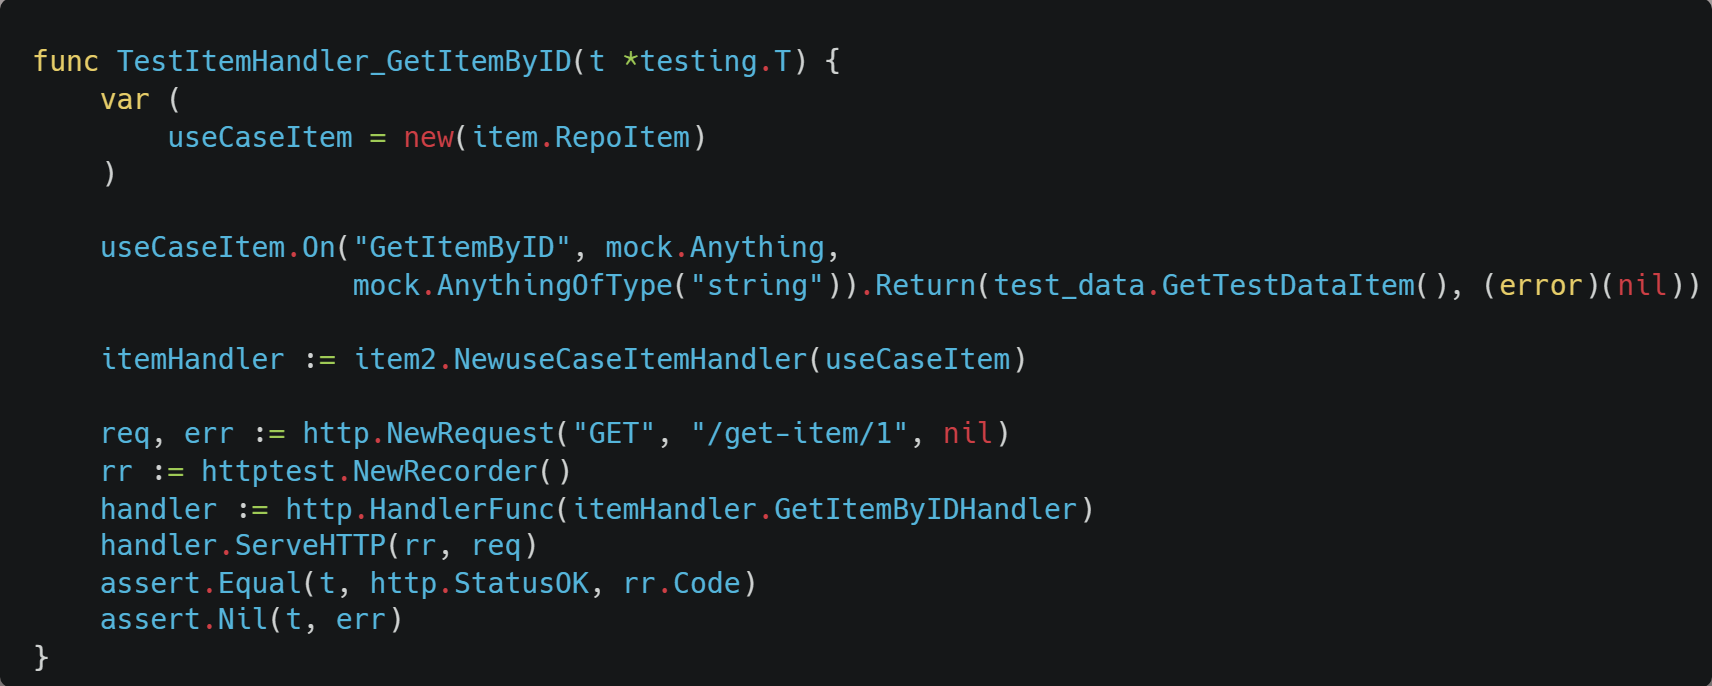 func TestItemHandler_GetItemByID(t *testing.T) {
    var (
        useCaseItem = new(item.RepoItem)
    )

    useCaseItem.On("GetItemByID", mock.Anything,
                   mock.AnythingOfType("string")).Return(test_data.GetTestDataItem(), (error)(nil))

    itemHandler := item2.NewuseCaseItemHandler(useCaseItem)

    req, err := http.NewRequest("GET", "/get-item/1", nil)
    rr := httptest.NewRecorder()
    handler := http.HandlerFunc(itemHandler.GetItemByIDHandler)
    handler.ServeHTTP(rr, req)
    assert.Equal(t, http.StatusOK, rr.Code)
    assert.Nil(t, err)
}